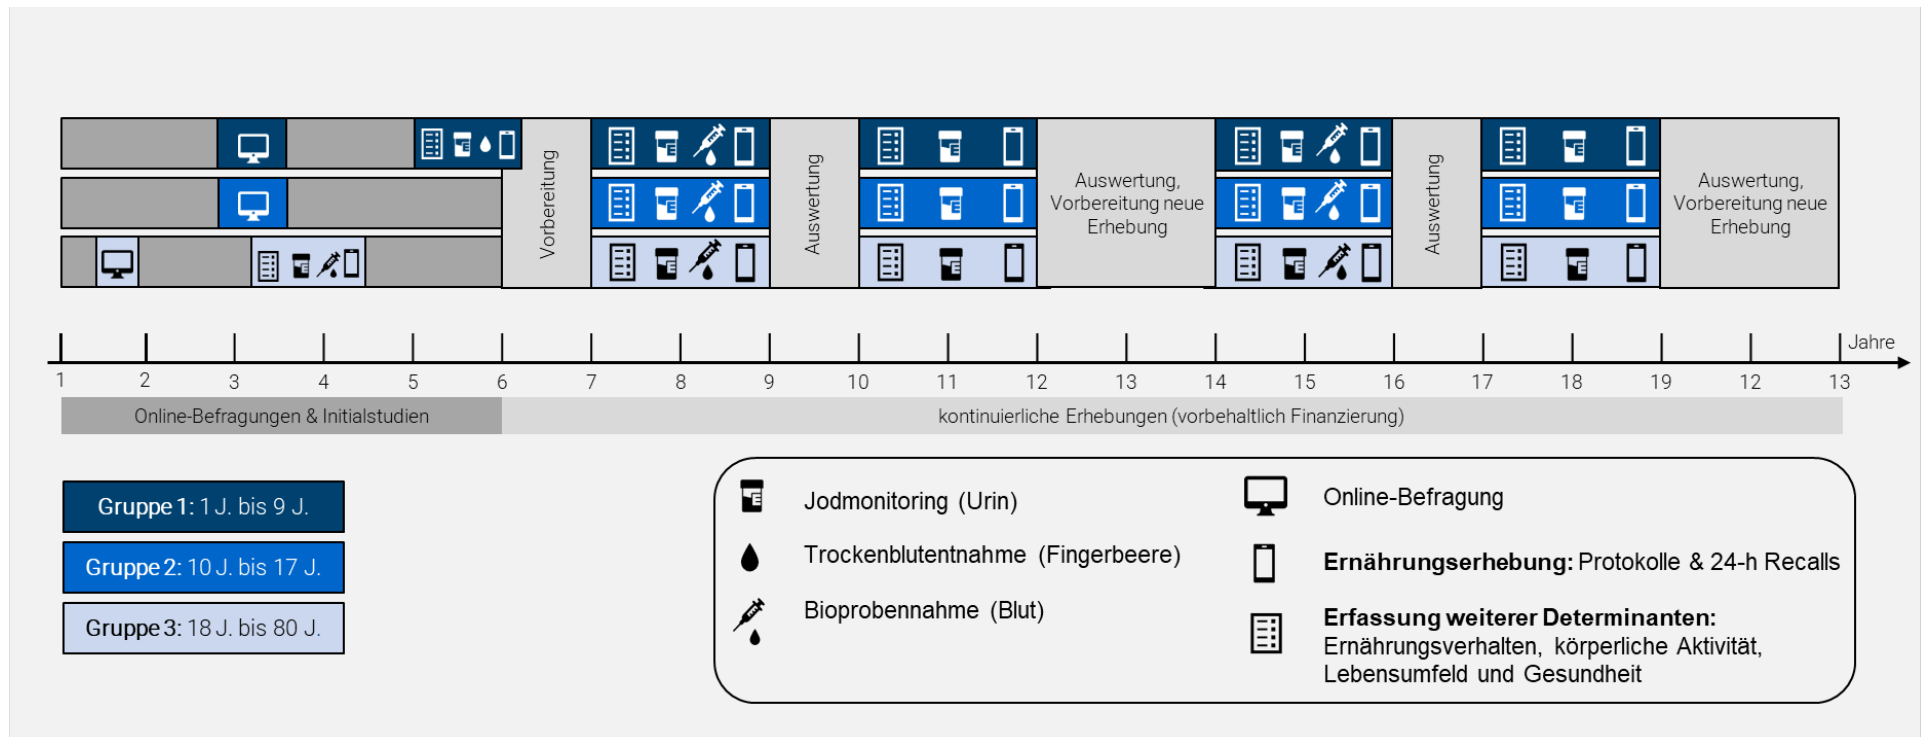 Vorbereitung
Auswertung
Auswertung,
Vorbereitung neue
Erhebung
Auswertung
Auswertung,
Vorbereitung neue
Erhebung
Jahre
1 2 3 4 5 6 7 8 9 10 11 12 13 14 15 16 17 18 19 12 13
Online-Befragungen & Initialstudien
kontinuierliche Erhebungen (vorbehaltlich Finanzierung)
Gruppe 1: 1 J. bis 9 J.
Gruppe 2: 10 J. bis 17 J.
Gruppe 3: 18 J. bis 80 J.
Jodmonitoring (Urin)
Trockenblutentnahme (Fingerbeere)
Bioprobennahme (Blut)
Online-Befragung
Ernährungserhebung: Protokolle & 24-h Recalls
Erfassung weiterer Determinanten:
Ernährungsverhalten, körperliche Aktivität,
Lebensumfeld und Gesundheit